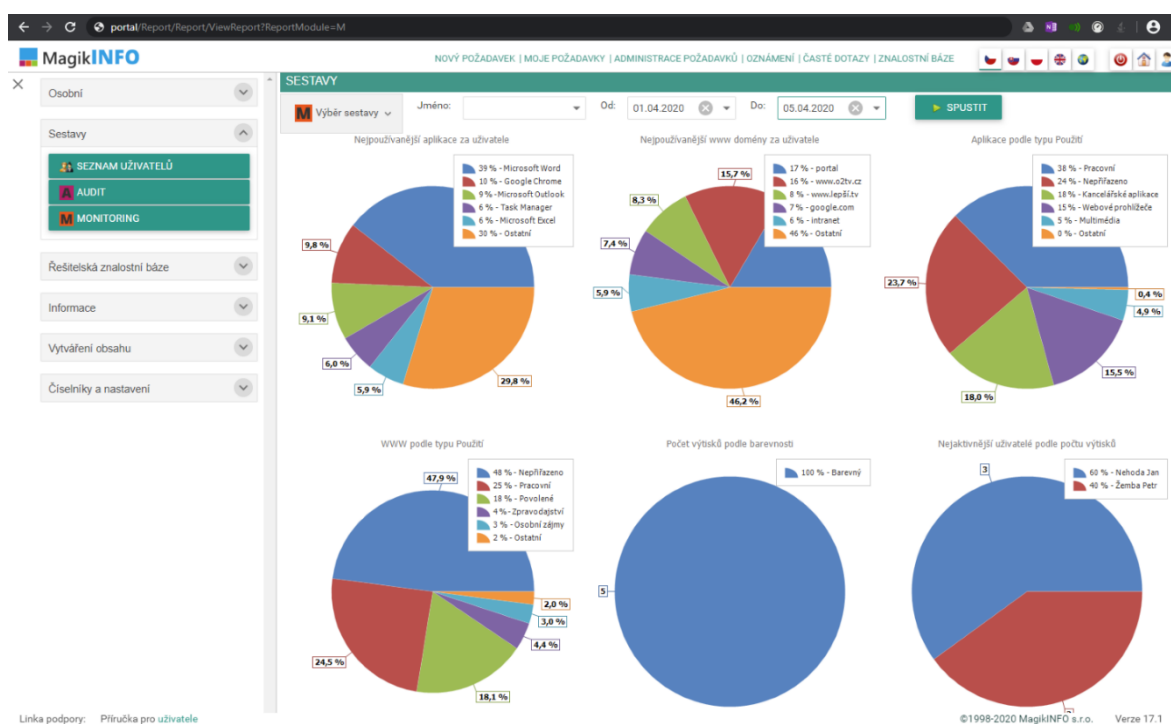 portal/Report/Report/ViewReport?ReportModule=M
MagikINFO
NOVÝ POŽADAVEK | MOJE POŽADAVKY | ADMINISTRACE POŽADAVKŮ | OZNÁMENÍ | ČASTÉ DOTAZY | ZNALOSTNÍ BÁZE
Osobní
Sestavy
SEZNAM UŽIVATELŮ
A AUDIT
M MONITORING
Řešitelská znalostní báze
Informace
Vytváření obsahu
Číselníky a nastavení
SESTAVY
M Výběr sestavy
Jméno:
Od: 01.04.2020
Do: 05.04.2020
SPUSTIT
Nejpoužívanější aplikace za uživatele
39 % - Microsoft Word
10 % - Google Chrome
9 % - Microsoft Outlook
6 % - Task Manager
6 % - Microsoft Excel
30 % - Ostatní
9,8 %
9,1 %
6,0 %
5,9 %
29,8 %
Nejpoužívanější www domény za uživatele
17 % - portal
16 % - www.o2tv.cz
8 % - www.lepší.tv
7 % - google.com
6 % - intranet
46 % - Ostatní
15,7 %
8,3 %
7,4 %
5,9 %
46,2 %
Aplikace podle typu Použití
38 % - Pracovní
24 % - Nepřiřazeno
18 % - Kancelářské aplikace
15 % - Webové prohlížeče
5 % - Multimédia
0 % - Ostatní
23,7 %
0,4 %
4,9 %
15,5 %
18,0 %
WWW podle typu Použití
48 % - Nepřiřazeno
25 % - Pracovní
18 % - Povolené
4 % - Zpravodajství
3 % - Osobní zájmy
2 % - Ostatní
47,9 %
2,0 %
3,0 %
4,4 %
24,5 %
18,1 %
Počet výtisků podle barevnosti
100 % - Barevný
5
Nejaktivnější uživatelé podle počtu výtisků
60 % - Nehoda Jan
40 % - Žemba Petr
3
Linka podpory: Příručka pro uživatele
©1998-2020 MagikINFO s.r.o. Verze 17.1